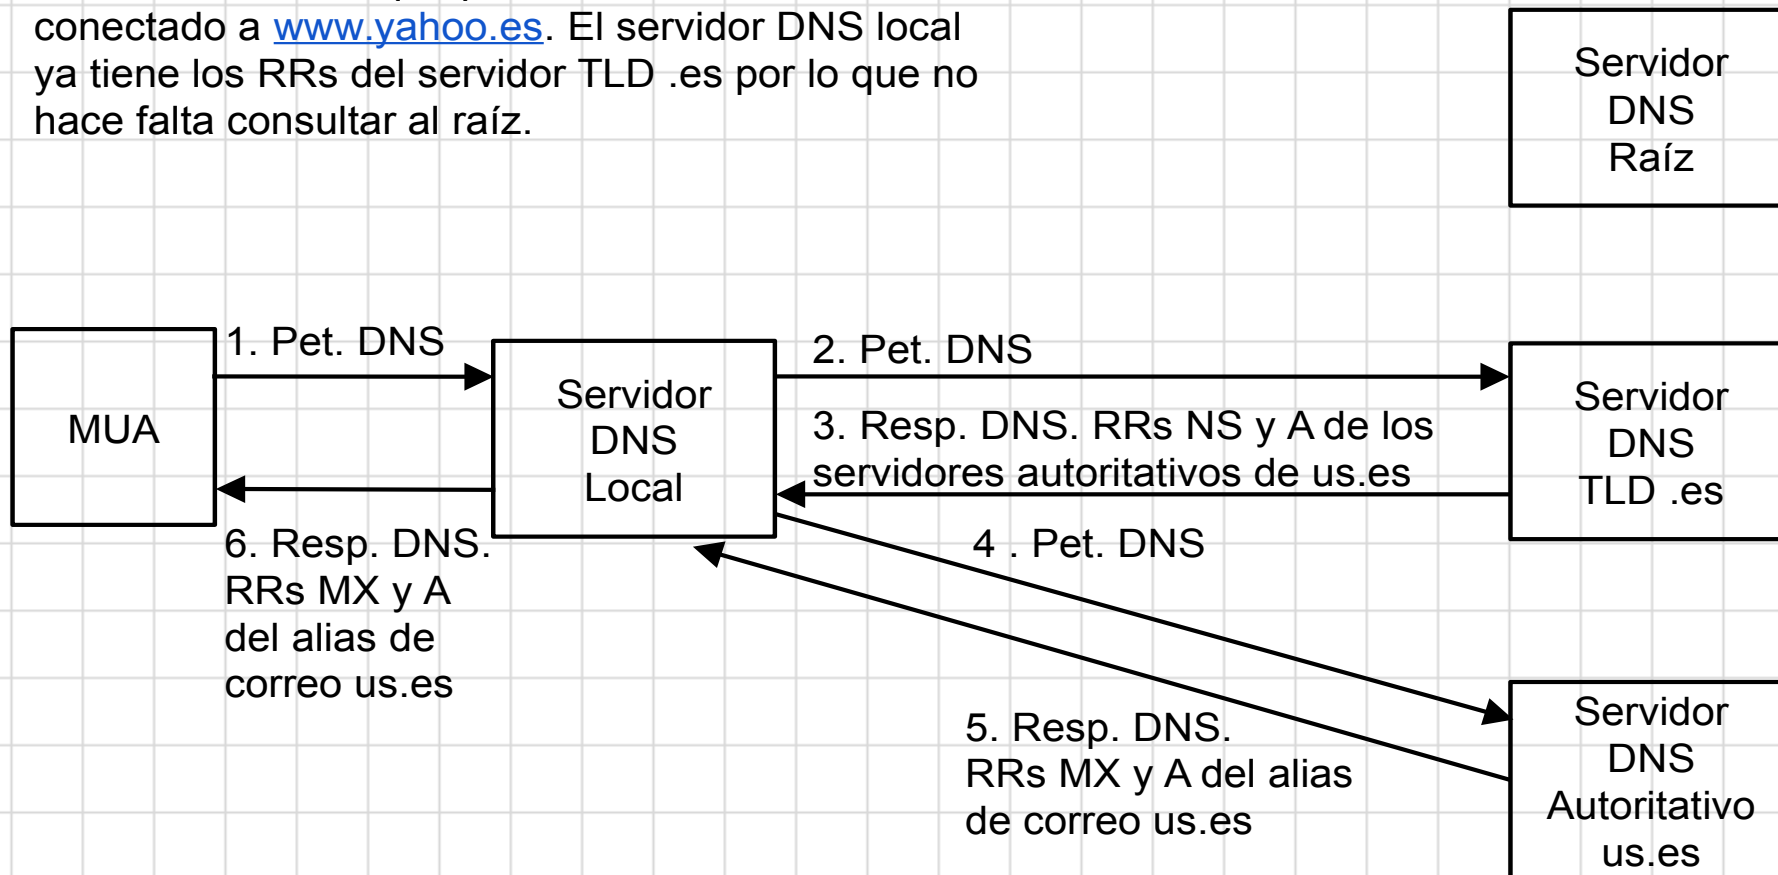 conectado a www.yahoo.es. El servidor DNS local
ya tiene los RRs del servidor TLD .es por lo que no
hace falta consultar al raíz.
Servidor
DNS
Raíz
MUA
1. Pet. DNS
Servidor
DNS
Local
2. Pet. DNS
3. Resp. DNS. RRs NS y A de los
servidores autoritativos de us.es
Servidor
DNS
TLD .es
6. Resp. DNS.
RRs MX y A
del alias de
correo us.es
4 . Pet. DNS
5. Resp. DNS.
RRs MX y A del alias
de correo us.es
Servidor
DNS
Autoritativo
us.es